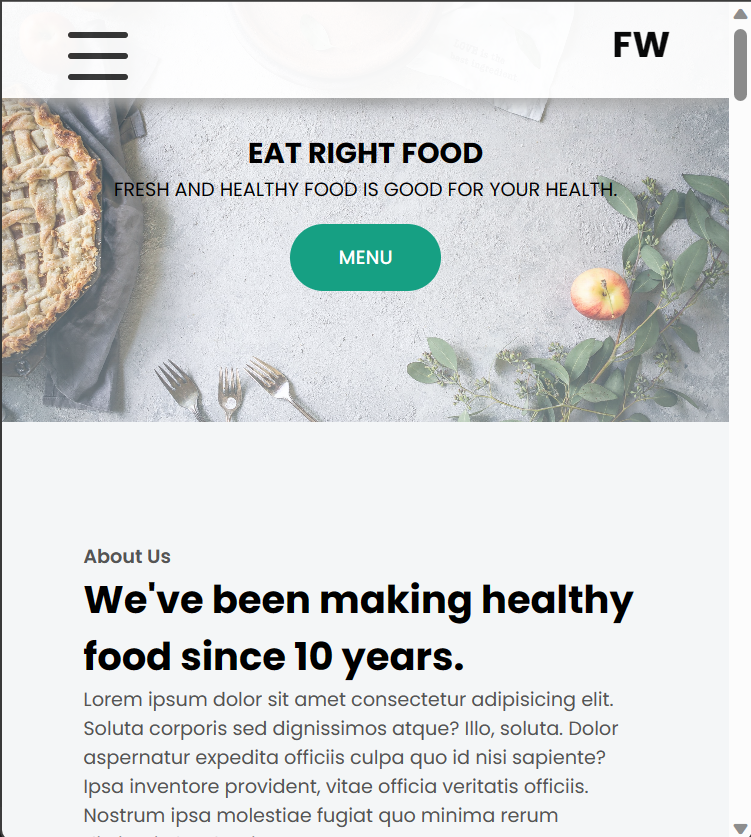 FW
EAT RIGHT FOOD
FRESH AND HEALTHY FOOD IS GOOD FOR YOUR HEALTH.
MENU
About Us
We've been making healthy
food since 10 years.
Lorem ipsum dolor sit amet consectetur adipisicing elit.
Soluta corporis sed dignissimos atque? Illo, soluta. Dolor
aspernatur expedita officiis culpa quo id nisi sapiente?
Ipsa inventore provident, vitae officia veritatis officiis.
Nostrum ipsa molestiae fugiat quo minima rerum